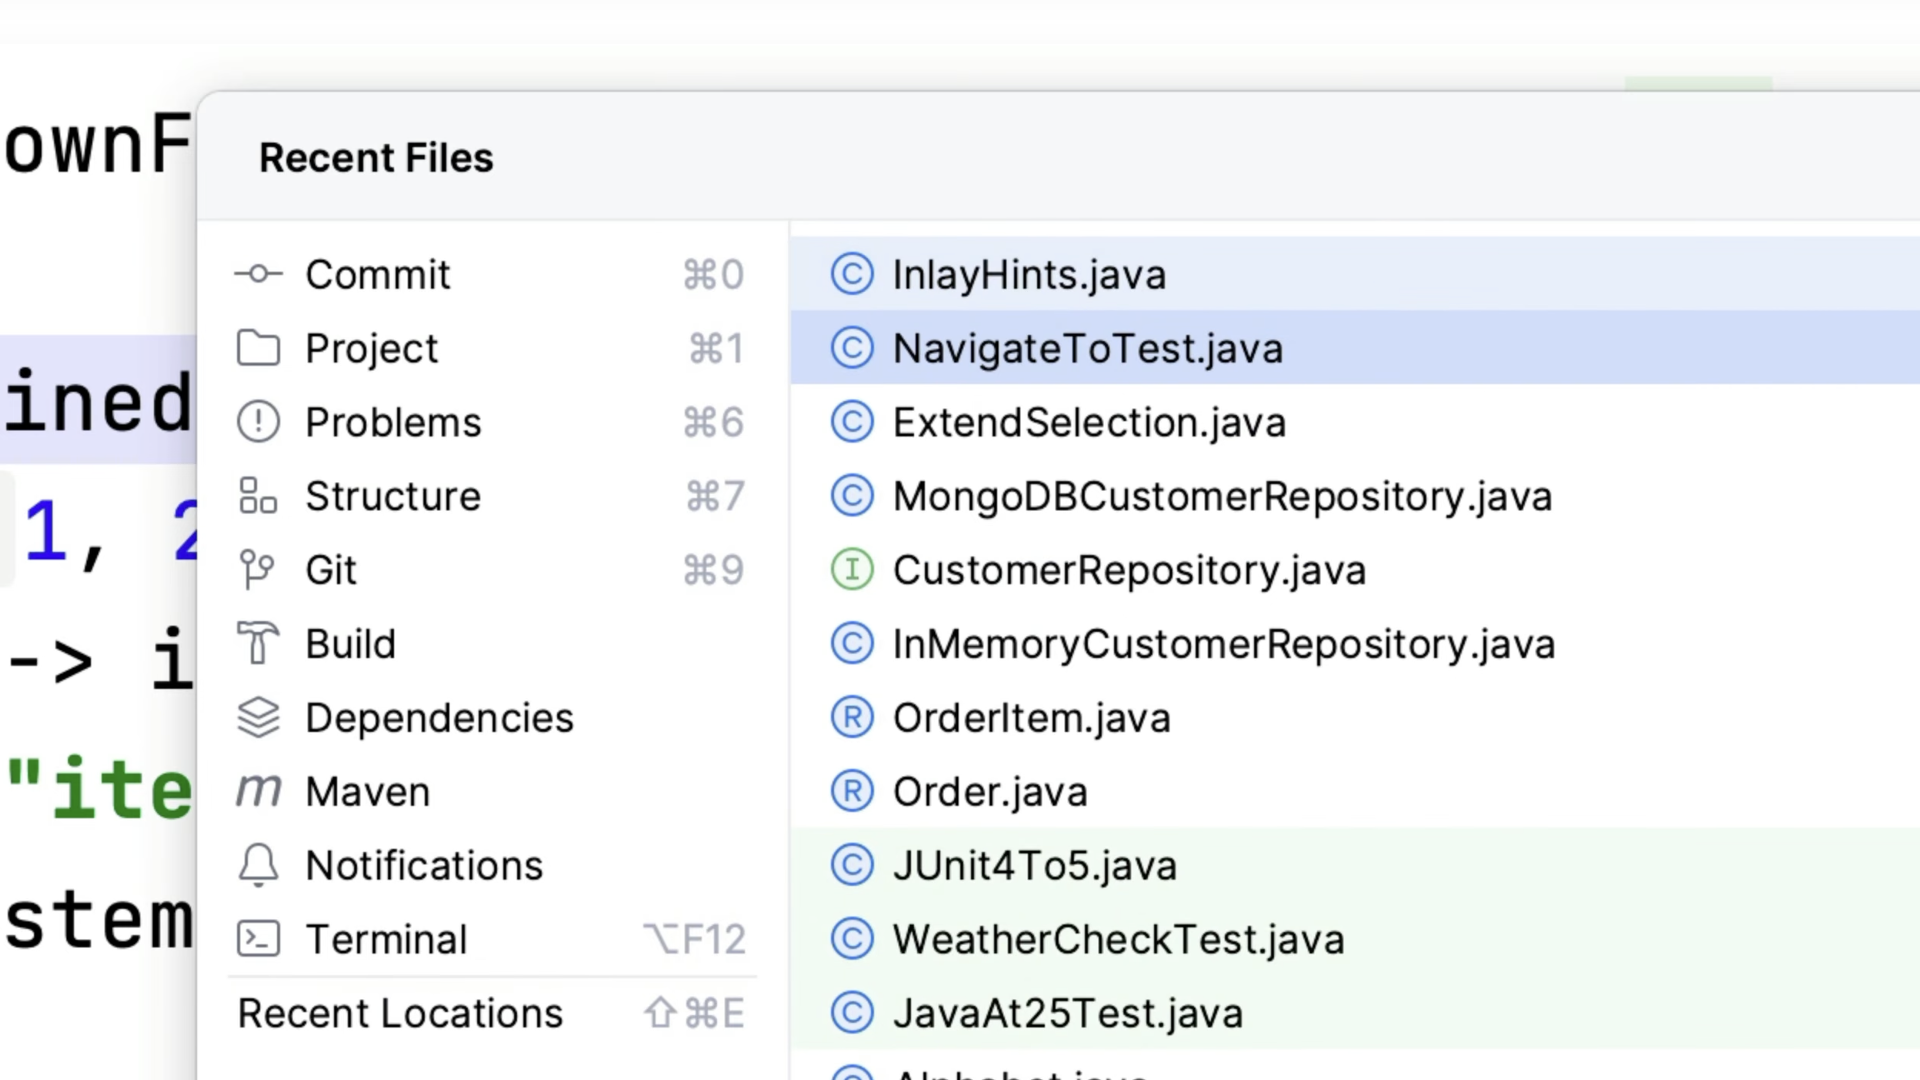 Recent Files
Commit ⌘0
Project ⌘1
Problems ⌘6
Structure ⌘7
Git ⌘9
Build
Dependencies
Maven
Notifications
Terminal ⌥F12
Recent Locations ⇧⌘E
InlayHints.java
NavigateToTest.java
ExtendSelection.java
MongoDBCustomerRepository.java
CustomerRepository.java
InMemoryCustomerRepository.java
OrderItem.java
Order.java
JUnit4To5.java
WeatherCheckTest.java
JavaAt25Test.java
ownF
ined
1, 2
-> i
"ite
stem